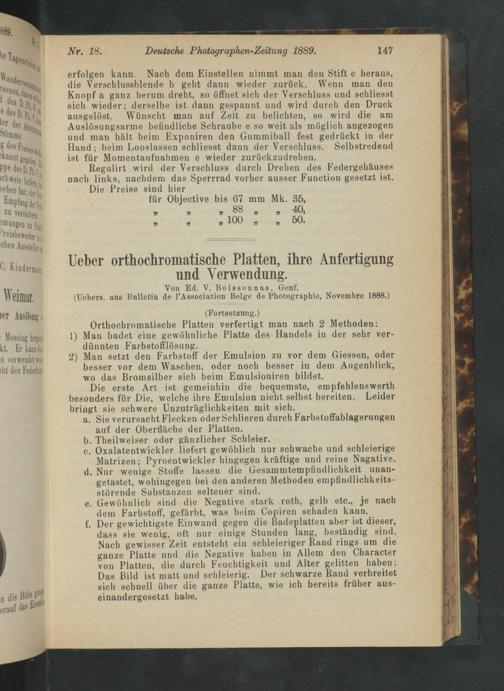 Nr. 18. Deutsche Photographen-Zeitung 1889. 147
erfolgen kann. Nach dem Einstellen nimmt man den Stift c heraus,
die Verschlussblende b geht dann wieder zurück. Wenn man den
Knopf a ganz herum dreht, so öffnet sich der Verschluss und schliesst
sich wieder; derselbe ist dann gespannt und wird durch den Druck
ausgelöst. Wünscht man auf Zeit zu belichten, so wird die am
Auslösungsarme befindliche Schraube e so weit als möglich angezogen
und man hält beim Exponiren den Gummiball fest gedrückt in der
Hand; beim Looslassen schliesst dann der Verschluss. Selbstredend
ist für Momentaufnahmen e wieder zurückzudrehen.
Regulirt wird der Verschluss durch Drehen des Federgehäuses
nach links, nachdem das Sperrrad vorher ausser Function gesetzt ist.
Die Preise sind hier
für Objective bis 67 mm Mk. 35,
„ „ „ 88 „ „ 40,
„ „ „ 100 „ „ 50.
Ueber orthochromatische Platten, ihre Anfertigung
und Verwendung.
Von Ed. V. Boissonnas, Genf.
(Uebers. aus Bulletin de l'Association Belge de Photographie, Novembre 1888.)
(Fortsetzung.)
Orthochromatische Platten verfertigt man nach 2 Methoden:
1) Man badet eine gewöhnliche Platte des Handels in der sehr ver-
dünnten Farbstofflösung.
2) Man setzt den Farbstoff der Emulsion zu vor dem Giessen, oder
besser vor dem Waschen, oder noch besser in dem Augenblick,
wo das Bromsilber sich beim Emulsioniren bildet.
Die erste Art ist gemeinhin die bequemste, empfehlenswerth
besonders für Die, welche ihre Emulsion nicht selbst bereiten. Leider
bringt sie schwere Unzuträglichkeiten mit sich.
a. Sie verursacht Flecken oder Schlieren durch Farbstoffablagerungen
auf der Oberfläche der Platten.
b. Theilweiser oder gänzlicher Schleier.
c. Oxalatentwickler liefert gewöhlich nur schwache und schleierige
Matrizen; Pyroentwickler hingegen kräftige und reine Nagative.
d. Nur wenige Stoffe lassen die Gesammtempfindlichkeit unan-
getastet, wohingegen bei den anderen Methoden empfindlichkeits-
störende Substanzen seltener sind.
e. Gewöhnlich sind die Negative stark roth, gelb etc., je nach
dem Farbstoff, gefärbt, was beim Copiren schaden kann.
f. Der gewichtigste Einwand gegen die Badeplatten aber ist dieser,
dass sie wenig, oft nur einige Stunden lang, beständig sind.
Nach gewisser Zeit entsteht ein schleieriger Rand rings um die
ganze Platte und die Negative haben in Allem den Character
von Platten, die durch Feuchtigkeit und Alter gelitten haben:
Das Bild ist matt und schleierig. Der schwarze Rand verbreitet
sich schnell über die ganze Platte, wie ich bereits früher aus-
einandergesetzt habe.
C. Kindermann
Weimar.